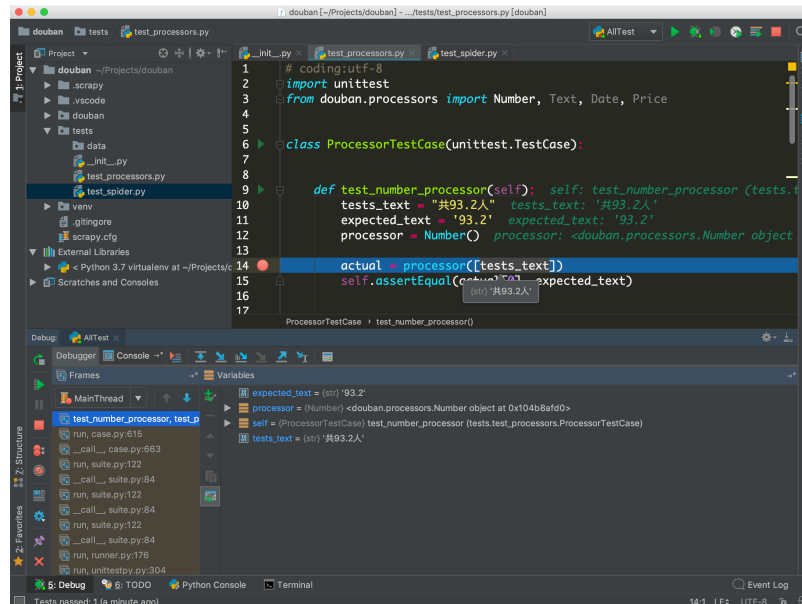 douban [~/Projects/douban] - .../tests/test_processors.py [douban]
douban tests test_processors.py AllTest
Project __init__.py × test_processors.py × test_spider.py ×
1: Project
douban ~/Projects/douban
.scrapy
.vscode
douban
tests
data
__init__.py
test_processors.py
test_spider.py
venv
.gitingore
scrapy.cfg
External Libraries
< Python 3.7 virtualenv at ~/Projects/c
Scratches and Consoles
1 # coding:utf-8
2 import unittest
3 from douban.processors import Number, Text, Date, Price
4
5
6 class ProcessorTestCase(unittest.TestCase):
7
8
9 def test_number_processor(self): self: test_number_processor (tests.t
10 tests_text = "共93.2人" tests_text: '共93.2人'
11 expected_text = '93.2' expected_text: '93.2'
12 processor = Number() processor: <douban.processors.Number object
13
14 actual = processor([tests_text])
15 self.assertEqual(actual[0], expected_text)
{str} '共93.2人'
16
17
ProcessorTestCase › test_number_processor()
Debug: AllTest ×
Debugger Console
Frames Variables
MainThread
test_number_processor, test_p
run, case.py:615
__call__, case.py:663
run, suite.py:122
__call__, suite.py:84
run, suite.py:122
__call__, suite.py:84
run, suite.py:122
__call__, suite.py:84
run, runner.py:176
run, unittestpy.py:304
expected_text = {str} '93.2'
processor = {Number} <douban.processors.Number object at 0x104b8afd0>
self = {ProcessorTestCase} test_number_processor (tests.test_processors.ProcessorTestCase)
tests_text = {str} '共93.2人'
7: Structure
2: Favorites
5: Debug 6: TODO Python Console Terminal Event Log
Tests passed: 1 (a minute ago) 14:1 LF UTF-8